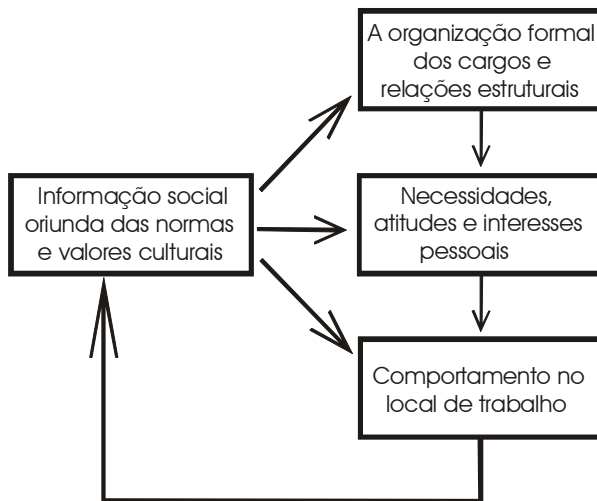 A organização formal
dos cargos e
relações estruturais
Informação social
oriunda das normas
e valores culturais
Necessidades,
atitudes e interesses
pessoais
Comportamento no
local de trabalho